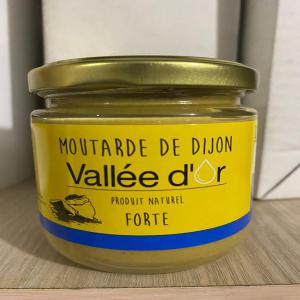 MOUTARDE DE DIJON
Vallée d'Or
PRODUIT NATUREL
FORTE